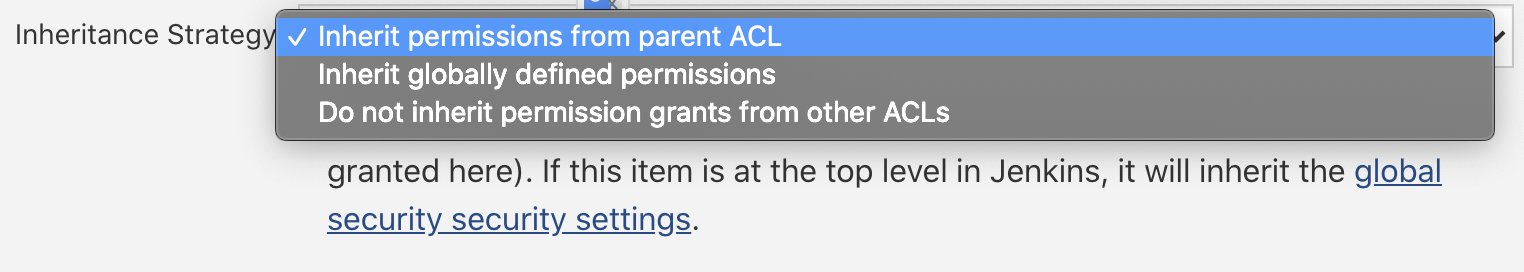 Inheritance Strategy
✓ Inherit permissions from parent ACL
Inherit globally defined permissions
Do not inherit permission grants from other ACLs
granted here). If this item is at the top level in Jenkins, it will inherit the global
security security settings.